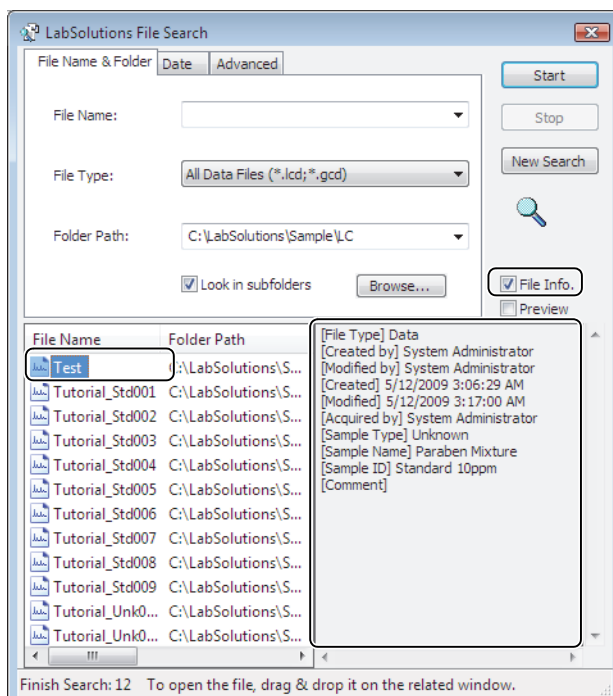 LabSolutions File Search
File Name & Folder Date Advanced
Start
File Name:
Stop
New Search
File Type: All Data Files (*.lcd;*.gcd)
Folder Path: C:\LabSolutions\Sample\LC
Look in subfolders Browse...
File Info.
Preview
File Name Folder Path
Test C:\LabSolutions\S...
Tutorial_Std001 C:\LabSolutions\S...
Tutorial_Std002 C:\LabSolutions\S...
Tutorial_Std003 C:\LabSolutions\S...
Tutorial_Std004 C:\LabSolutions\S...
Tutorial_Std005 C:\LabSolutions\S...
Tutorial_Std006 C:\LabSolutions\S...
Tutorial_Std007 C:\LabSolutions\S...
Tutorial_Std008 C:\LabSolutions\S...
Tutorial_Std009 C:\LabSolutions\S...
Tutorial_Unk0... C:\LabSolutions\S...
Tutorial_Unk0... C:\LabSolutions\S...
[File Type] Data
[Created by] System Administrator
[Modified by] System Administrator
[Created] 5/12/2009 3:06:29 AM
[Modified] 5/12/2009 3:17:00 AM
[Acquired by] System Administrator
[Sample Type] Unknown
[Sample Name] Paraben Mixture
[Sample ID] Standard 10ppm
[Comment]
Finish Search: 12 To open the file, drag & drop it on the related window.